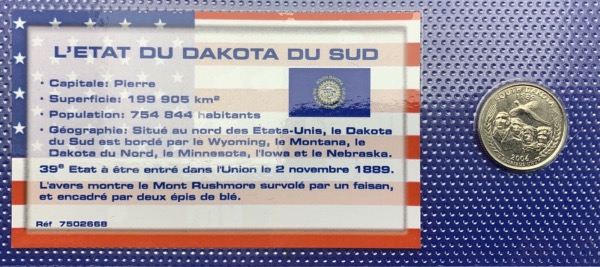 L'ETAT DU DAKOTA DU SUD
• Capitale: Pierre
• Superficie: 199 905 km²
• Population: 754 844 habitants
• Géographie: Situé au nord des Etats-Unis, le Dakota
du Sud est bordé par le Wyoming, le Montana, le
Dakota du Nord, le Minnesota, l'Iowa et le Nebraska.
39e Etat à être entré dans l'Union le 2 novembre 1889.
L'avers montre le Mont Rushmore survolé par un faisan,
et encadré par deux épis de blé.
Réf 7502668
SOUTH DAKOTA
2006